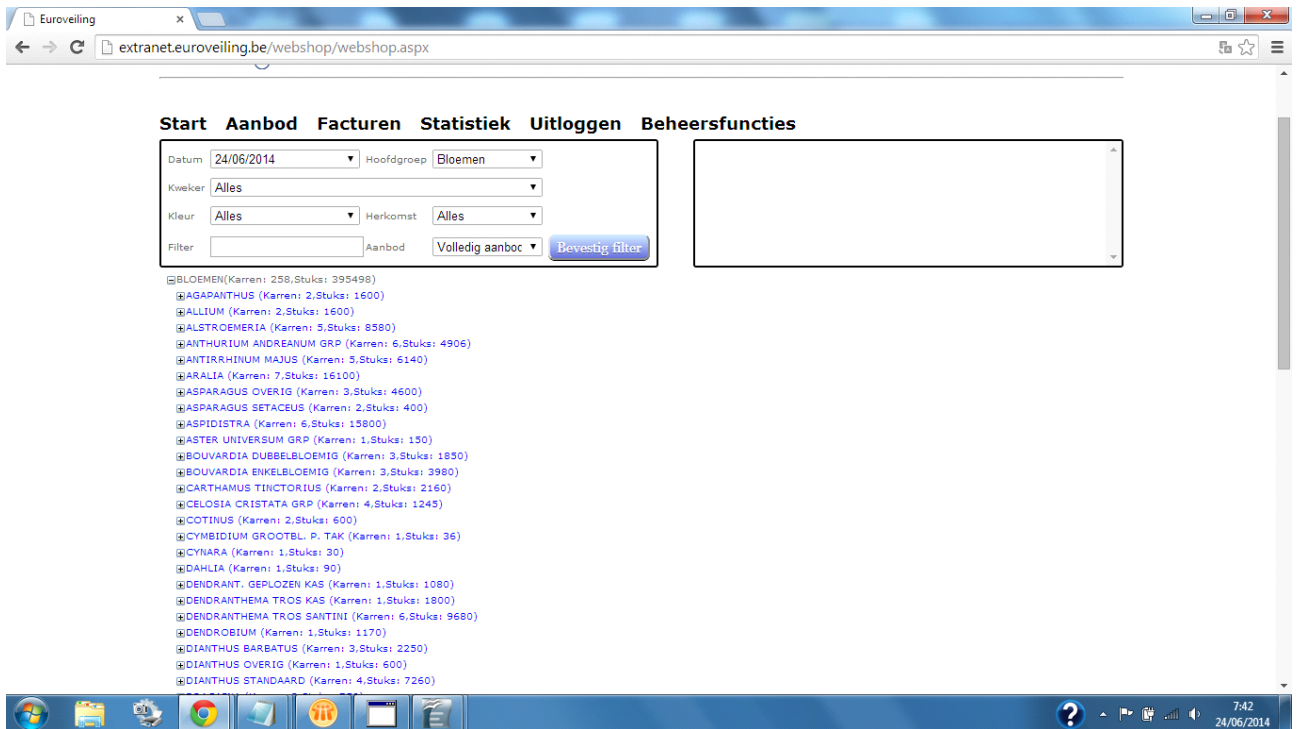 Euroveiling
extranet.euroveiling.be/webshop/webshop.aspx
Start Aanbod Facturen Statistiek Uitloggen Beheersfuncties
Datum 24/06/2014 Hoofdgroep Bloemen
Kweker Alles
Kleur Alles Herkomst Alles
Filter Aanbod Volledig aanboc Bevestig filter
BLOEMEN(Karren: 258,Stuks: 395498)
AGAPANTHUS (Karren: 2,Stuks: 1600)
ALLIUM (Karren: 2,Stuks: 1600)
ALSTROEMERIA (Karren: 5,Stuks: 8580)
ANTHURIUM ANDREANUM GRP (Karren: 6,Stuks: 4906)
ANTIRRHINUM MAJUS (Karren: 5,Stuks: 6140)
ARALIA (Karren: 7,Stuks: 16100)
ASPARAGUS OVERIG (Karren: 3,Stuks: 4600)
ASPARAGUS SETACEUS (Karren: 2,Stuks: 400)
ASPIDISTRA (Karren: 6,Stuks: 15800)
ASTER UNIVERSUM GRP (Karren: 1,Stuks: 150)
BOUVARDIA DUBBELBLOEMIG (Karren: 3,Stuks: 1850)
BOUVARDIA ENKELBLOEMIG (Karren: 3,Stuks: 3980)
CARTHAMUS TINCTORIUS (Karren: 2,Stuks: 2160)
CELOSIA CRISTATA GRP (Karren: 4,Stuks: 1245)
COTINUS (Karren: 2,Stuks: 600)
CYMBIDIUM GROOTBL. P. TAK (Karren: 1,Stuks: 36)
CYNARA (Karren: 1,Stuks: 30)
DAHLIA (Karren: 1,Stuks: 90)
DENDRANT. GEPLOZEN KAS (Karren: 1,Stuks: 1080)
DENDRANTHEMA TROS KAS (Karren: 1,Stuks: 1800)
DENDRANTHEMA TROS SANTINI (Karren: 6,Stuks: 9680)
DENDROBIUM (Karren: 1,Stuks: 1170)
DIANTHUS BARBATUS (Karren: 3,Stuks: 2250)
DIANTHUS OVERIG (Karren: 1,Stuks: 600)
DIANTHUS STANDAARD (Karren: 4,Stuks: 7260)
7:42
24/06/2014